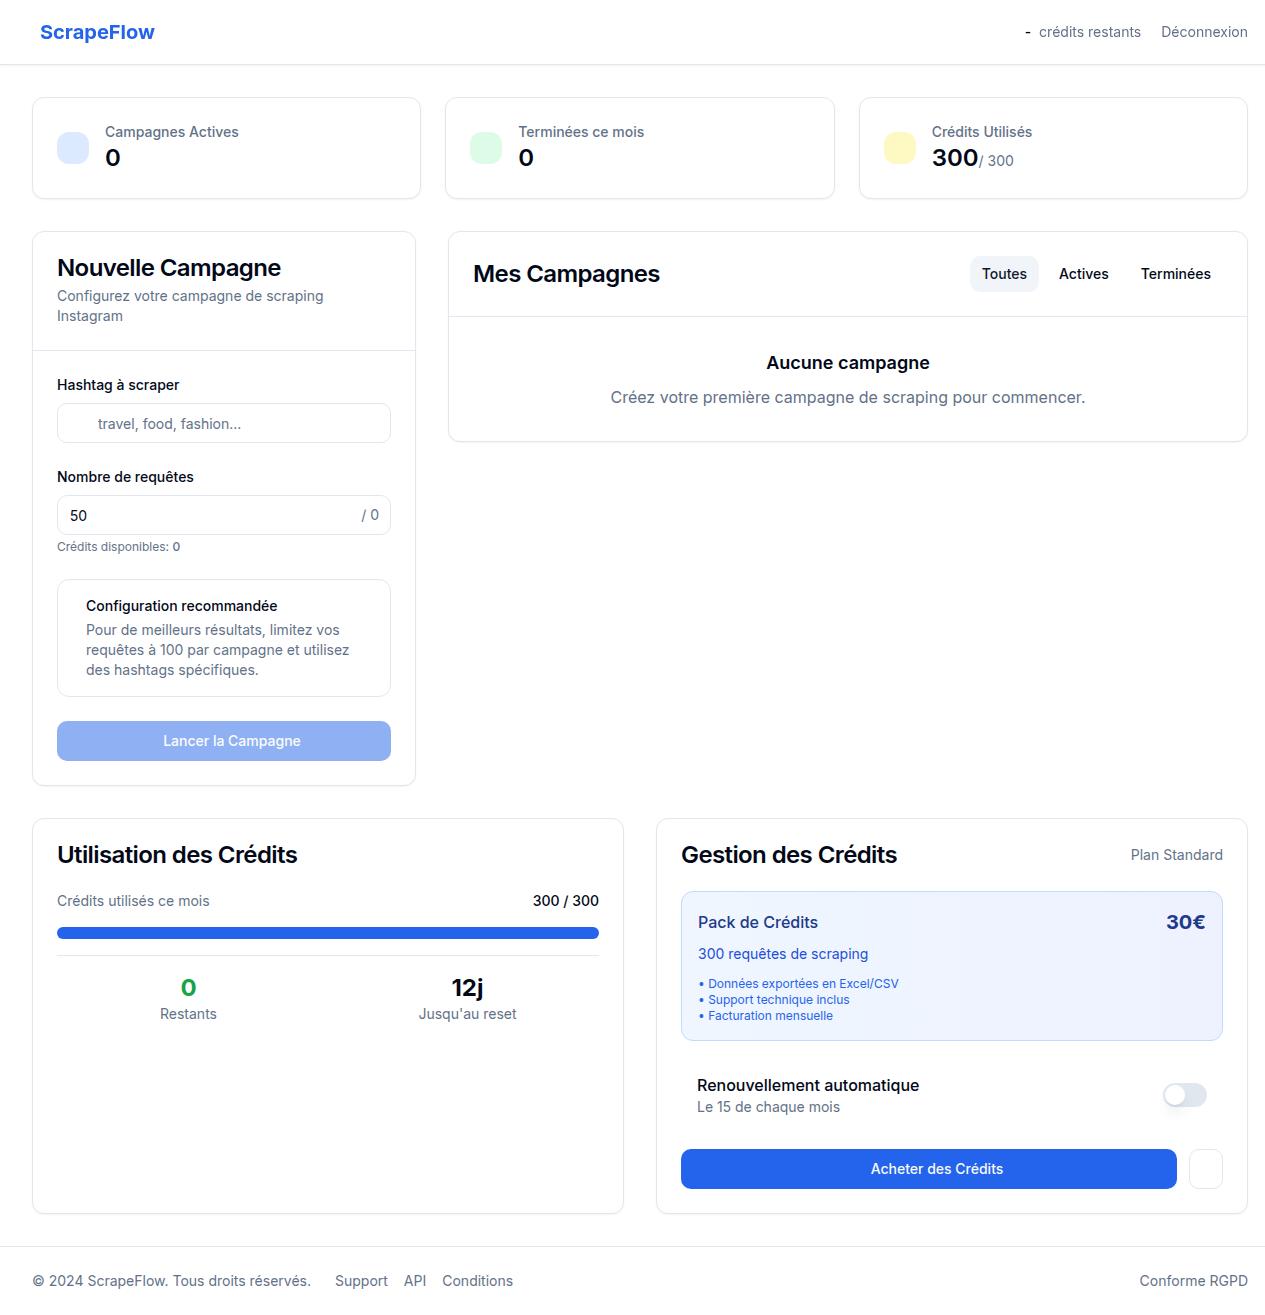 ScrapeFlow
- crédits restants Déconnexion
Campagnes Actives
0
Terminées ce mois
0
Crédits Utilisés
300/ 300
Nouvelle Campagne
Configurez votre campagne de scraping
Instagram
Hashtag à scraper
travel, food, fashion...
Nombre de requêtes
50 / 0
Crédits disponibles: 0
Configuration recommandée
Pour de meilleurs résultats, limitez vos
requêtes à 100 par campagne et utilisez
des hashtags spécifiques.
Lancer la Campagne
Mes Campagnes
Toutes Actives Terminées
Aucune campagne
Créez votre première campagne de scraping pour commencer.
Utilisation des Crédits
Crédits utilisés ce mois 300 / 300
0
Restants
12j
Jusqu'au reset
Gestion des Crédits
Plan Standard
Pack de Crédits 30€
300 requêtes de scraping
• Données exportées en Excel/CSV
• Support technique inclus
• Facturation mensuelle
Renouvellement automatique
Le 15 de chaque mois
Acheter des Crédits
© 2024 ScrapeFlow. Tous droits réservés. Support API Conditions Conforme RGPD